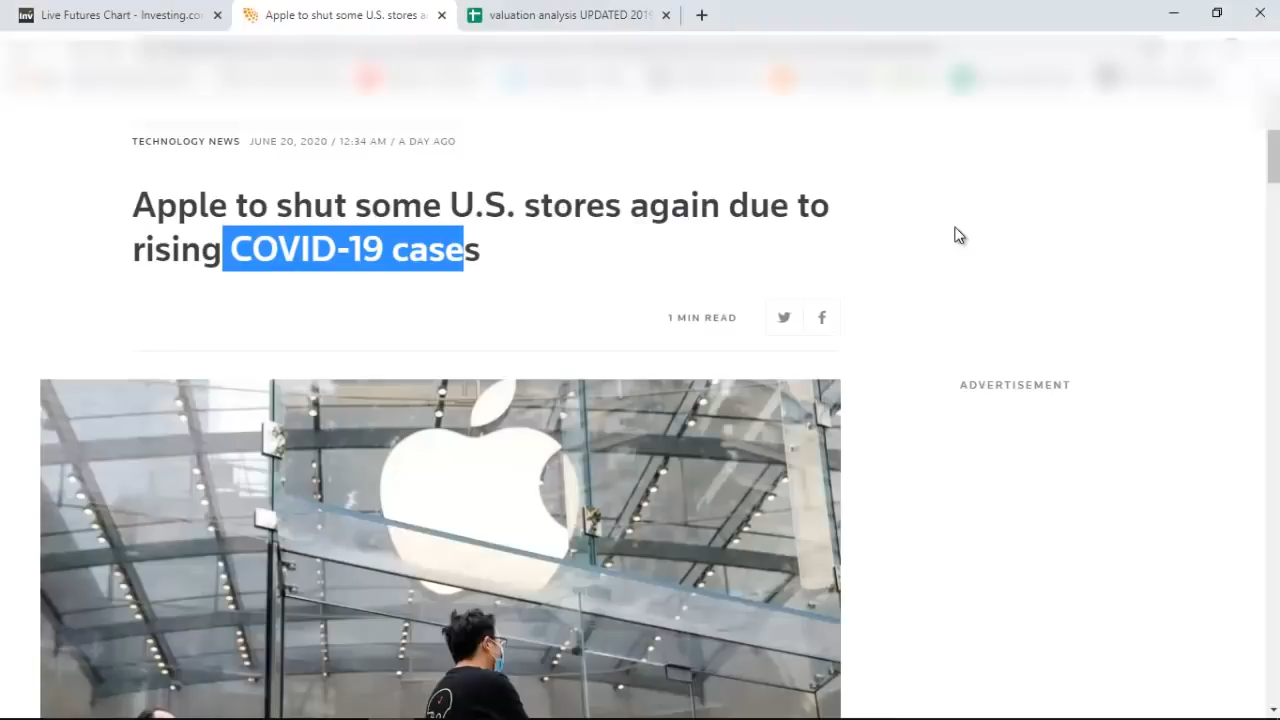 Live Futures Chart - Investing.co
Apple to shut some U.S. stores a
valuation analysis UPDATED 2019
TECHNOLOGY NEWS JUNE 20, 2020 / 12:34 AM / A DAY AGO
Apple to shut some U.S. stores again due to
rising COVID-19 cases
1 MIN READ
ADVERTISEMENT